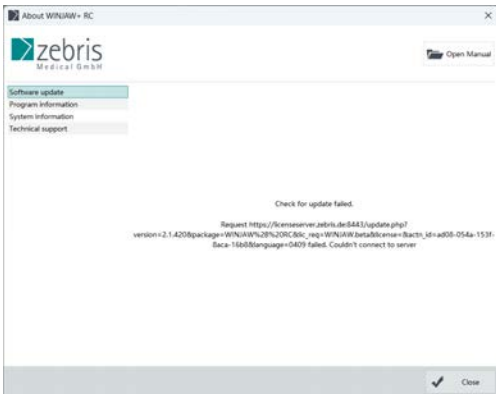 About WINJAW+ RC
zebris
Medical GmbH
Open Manual
Software update
Program information
System information
Technical support
Check for update failed.
Request https://licenseserver.zebris.de:8443/update.php?
version=2.1.420&package=WINJAW%2B%20RC&lic_req=WINJAW.beta&license=&actn_id=ad08-054a-153f-
8aca-16b8&language=0409 failed. Couldn't connect to server
Close